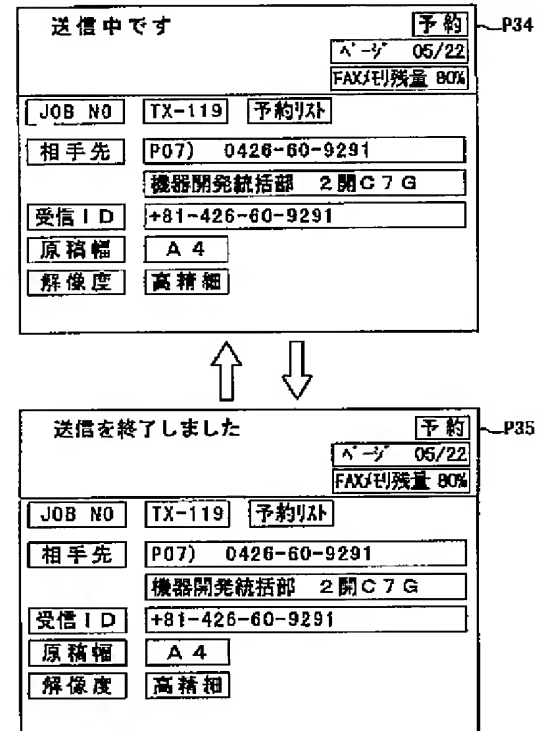 送信中です 予約 P34
ページ 05/22
FAXメモリ残量 80%
JOB NO TX-119 予約リスト
相手先 P07) 0426-60-9291
機器開発統括部 2開C7G
受信ID +81-426-60-9291
原稿幅 A4
解像度 高精細
送信を終了しました 予約 P35
ページ 05/22
FAXメモリ残量 80%
JOB NO TX-119 予約リスト
相手先 P07) 0426-60-9291
機器開発統括部 2開C7G
受信ID +81-426-60-9291
原稿幅 A4
解像度 高精細